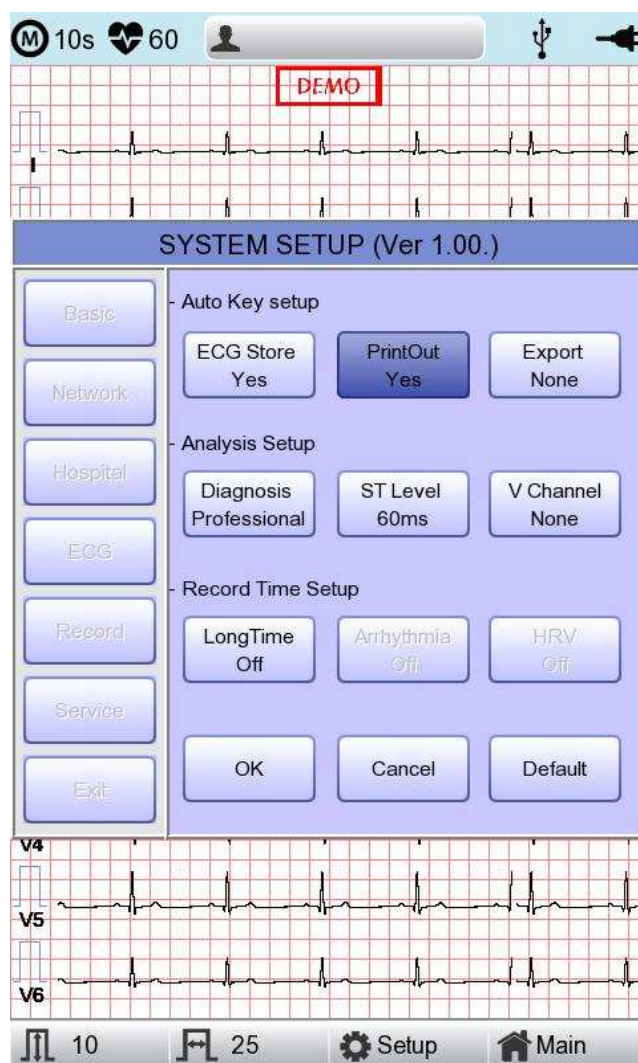 M 10s 60
DEMO
I
SYSTEM SETUP (Ver 1.00.)
Basic
Network
Hospital
ECG
Record
Service
Exit
- Auto Key setup
ECG Store
Yes
PrintOut
Yes
Export
None
- Analysis Setup
Diagnosis
Professional
ST Level
60ms
V Channel
None
- Record Time Setup
LongTime
Off
Arrhythmia
Off
HRV
Off
OK
Cancel
Default
V4
V5
V6
10
25
Setup
Main